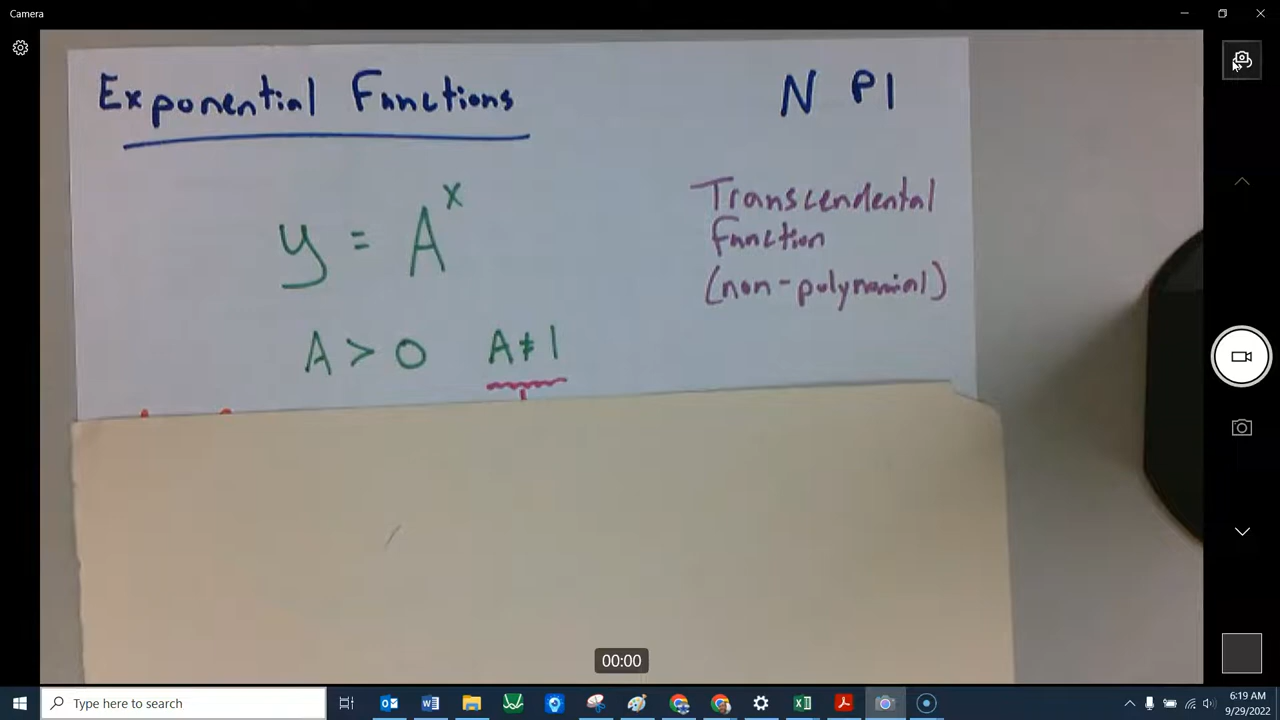 Camera
Exponential Functions
N P1
y = A^x
Transcendental
Function
(non-polynomial)
A > 0 A ≠ 1
00:00
Type here to search
6:19 AM
9/29/2022